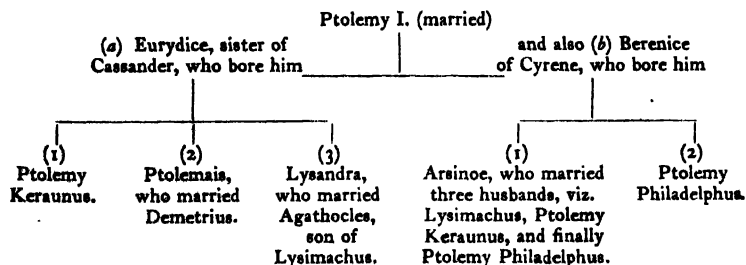 Ptolemy I. (married)
(a) Eurydice, sister of
Cassander, who bore him
and also (b) Berenice
of Cyrene, who bore him
(1)
Ptolemy
Keraunus.
(2)
Ptolemais,
who married
Demetrius.
(3)
Lysandra,
who married
Agathocles,
son of
Lysimachus.
(1)
Arsinoe, who married
three husbands, viz.
Lysimachus, Ptolemy
Keraunus, and finally
Ptolemy Philadelphus.
(2)
Ptolemy
Philadelphus.